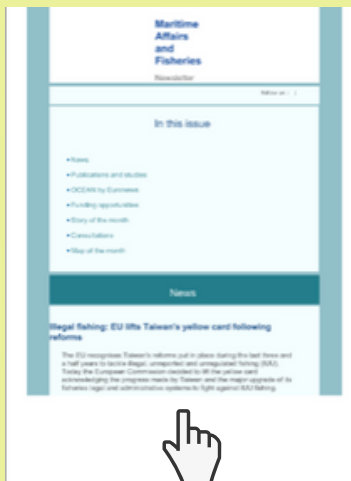 Maritime
Affairs
and
Fisheries
Newsletter
follow us
In this issue
• News
• Publications and studies
• OCEAN by Euronews
• Funding opportunities
• Story of the month
• Consultations
• Map of the month
News
Illegal fishing: EU lifts Taiwan's yellow card following
reforms
The EU recognises Taiwan's reforms put in place during the last three and
a half years to tackle illegal, unreported and unregulated fishing (IUU).
Today the European Commission decided to lift the yellow card
acknowledging the progress made by Taiwan and the major upgrade of its
fisheries legal and administrative systems to fight against IUU fishing.